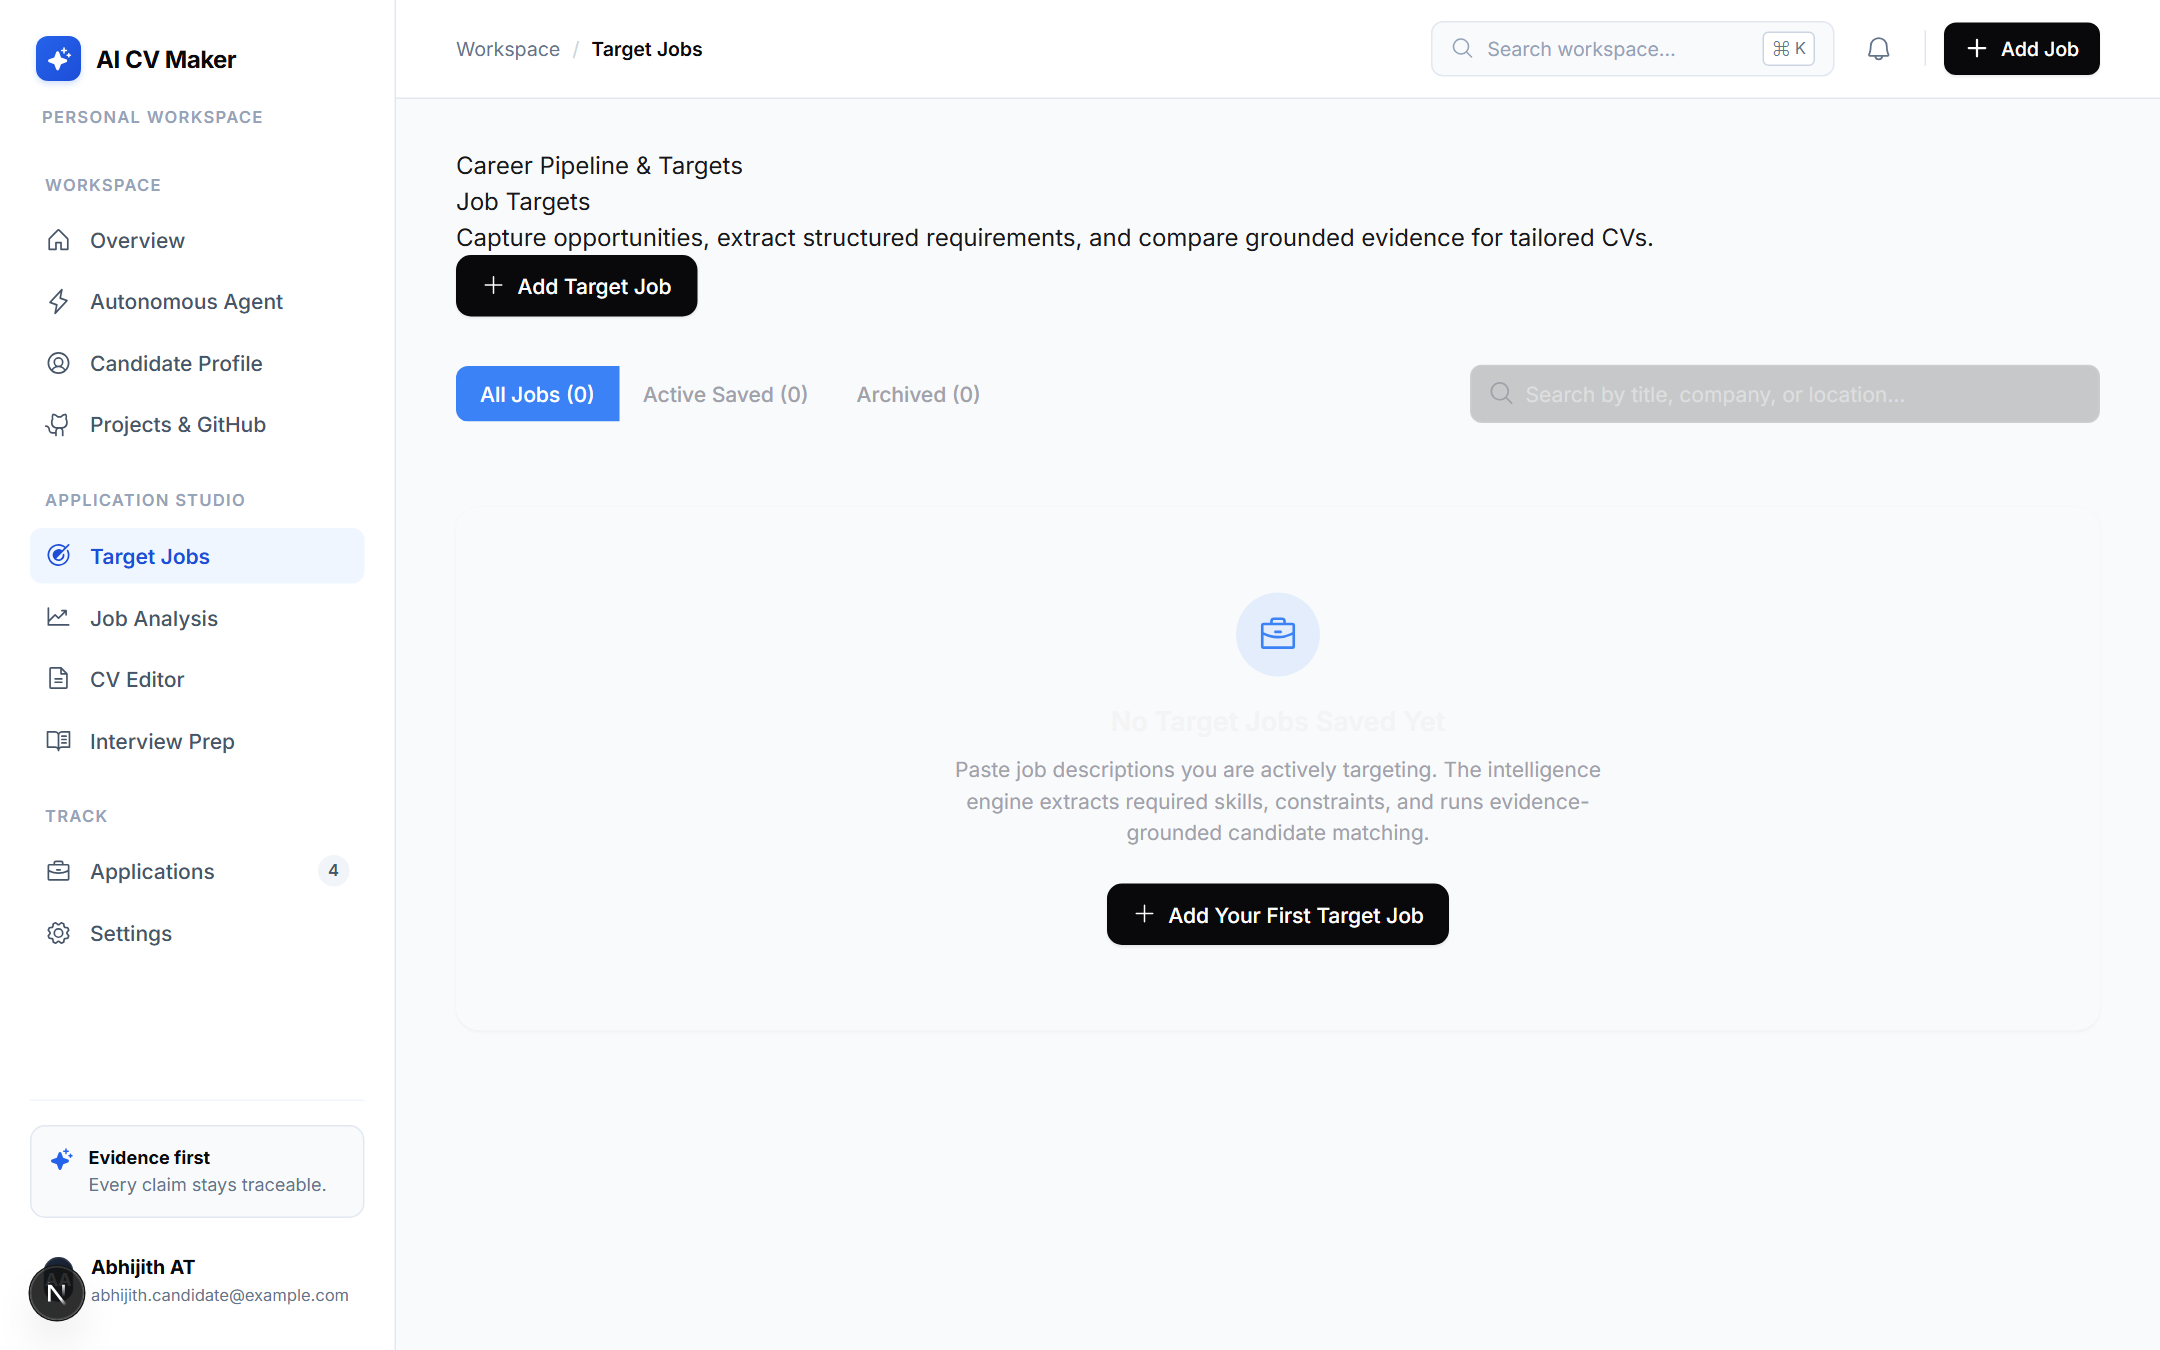 AI CV Maker
PERSONAL WORKSPACE
WORKSPACE
Overview
Autonomous Agent
Candidate Profile
Projects & GitHub
APPLICATION STUDIO
Target Jobs
Job Analysis
CV Editor
Interview Prep
TRACK
Applications 4
Settings
Evidence first
Every claim stays traceable.
N
Abhijith AT
abhijith.candidate@example.com
Workspace / Target Jobs
Search workspace... ⌘ K
+ Add Job
Career Pipeline & Targets
Job Targets
Capture opportunities, extract structured requirements, and compare grounded evidence for tailored CVs.
+ Add Target Job
All Jobs (0) Active Saved (0) Archived (0)
Search by title, company, or location...
No Target Jobs Saved Yet
Paste job descriptions you are actively targeting. The intelligence
engine extracts required skills, constraints, and runs evidence-
grounded candidate matching.
+ Add Your First Target Job